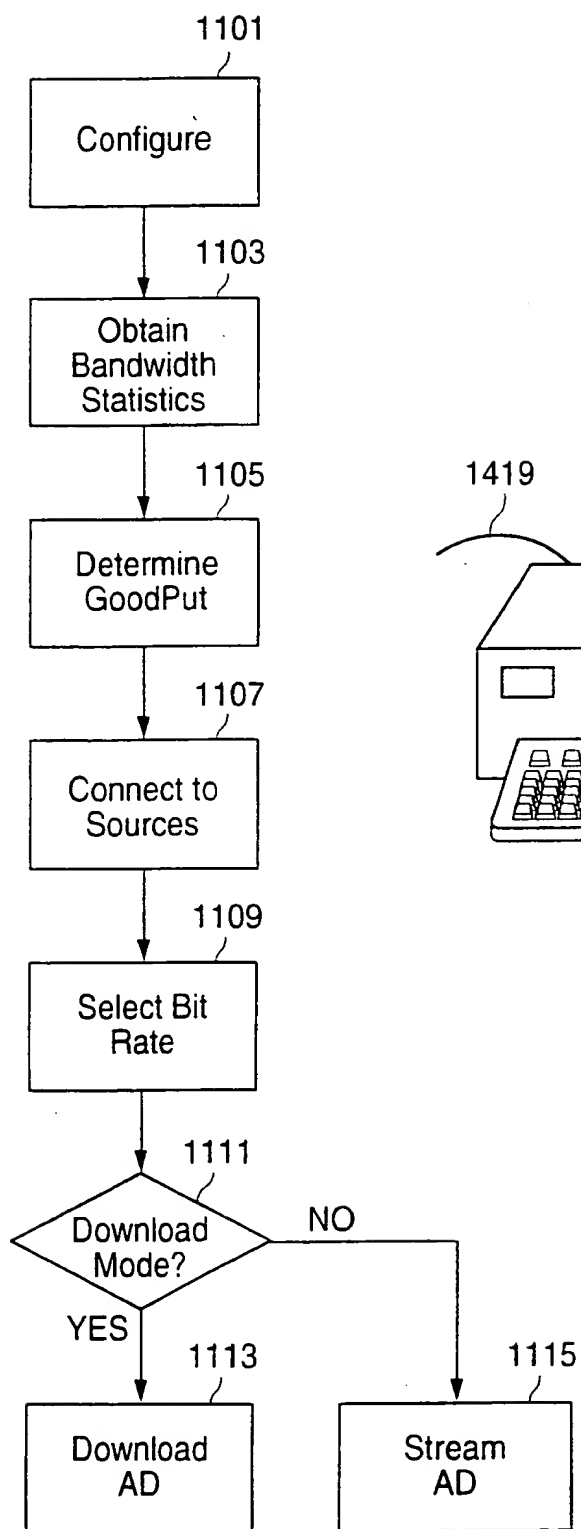 1101
Configure
1103
Obtain
Bandwidth
Statistics
1105
Determine
GoodPut
1419
1107
Connect to
Sources
1109
Select Bit
Rate
1111
Download
Mode?
NO
YES
1113
Download
AD
1115
Stream
AD